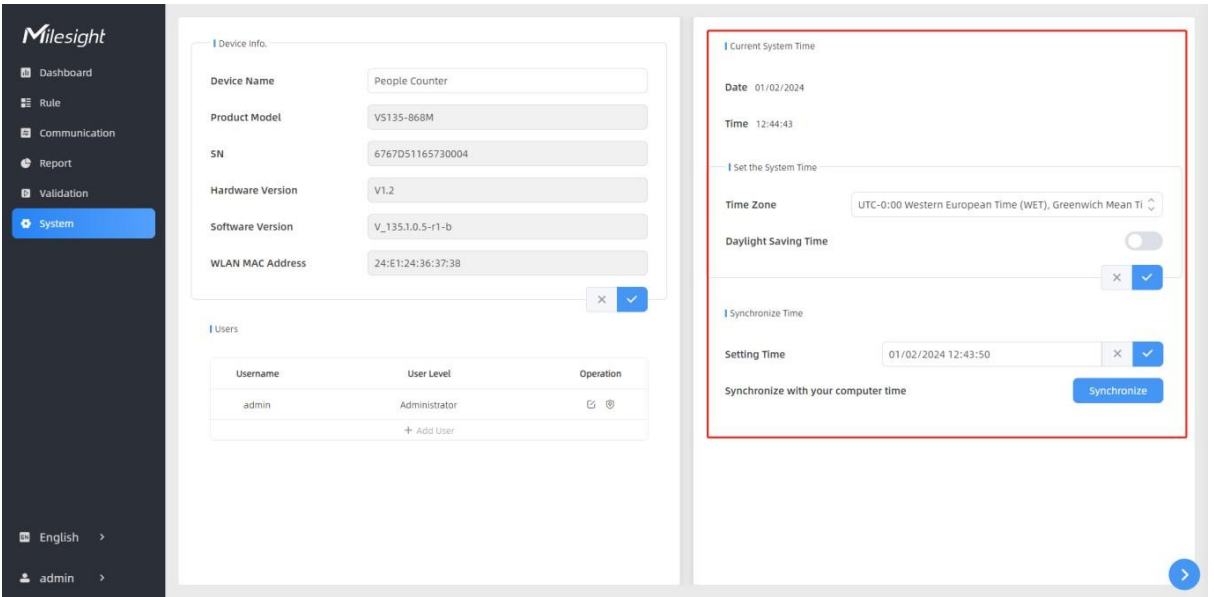 Milesight
Dashboard
Rule
Communication
Report
Validation
System
EN English >
admin >
Device Info.
Device Name People Counter
Product Model VS135-868M
SN 6767D51165730004
Hardware Version V1.2
Software Version V_135.1.0.5-r1-b
WLAN MAC Address 24:E1:24:36:37:38
Users
Username User Level Operation
admin Administrator
+ Add User
Current System Time
Date 01/02/2024
Time 12:44:43
Set the System Time
Time Zone UTC-0:00 Western European Time (WET), Greenwich Mean Ti
Daylight Saving Time
Synchronize Time
Setting Time 01/02/2024 12:43:50
Synchronize with your computer time Synchronize